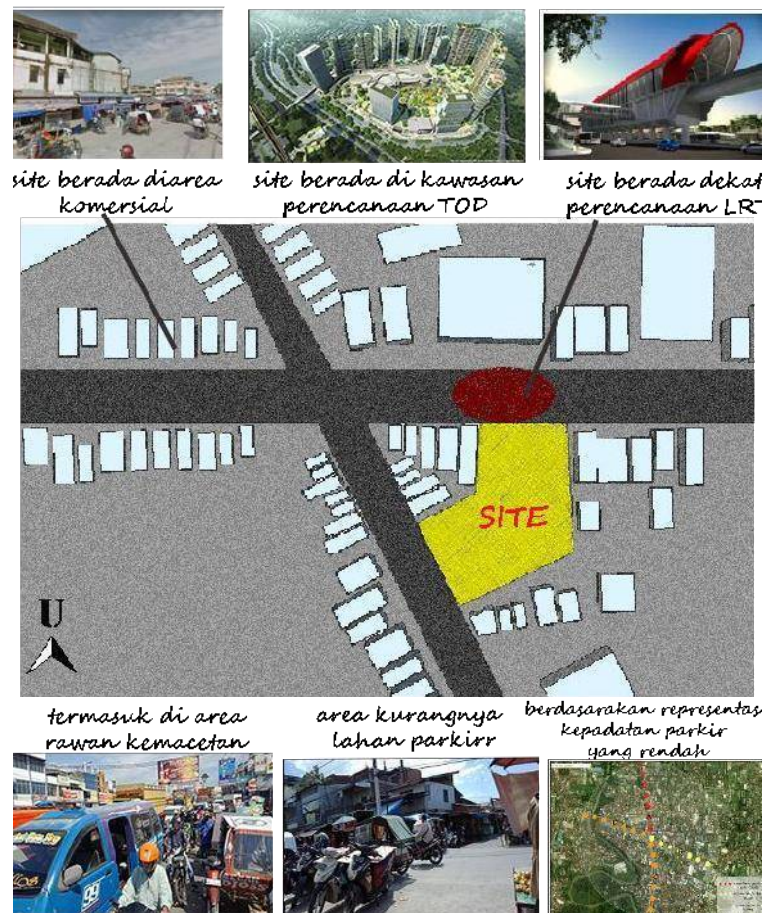 site berada diarea
komersial
site berada di kawasan
perencanaan TOD
site berada dekat
perencanaan LRT
SITE
U
termasuk di area
rawan kemacetan
area kurangnya
lahan parkirr
berdasarakan representas
kepadatan parkir
yang rendah
99